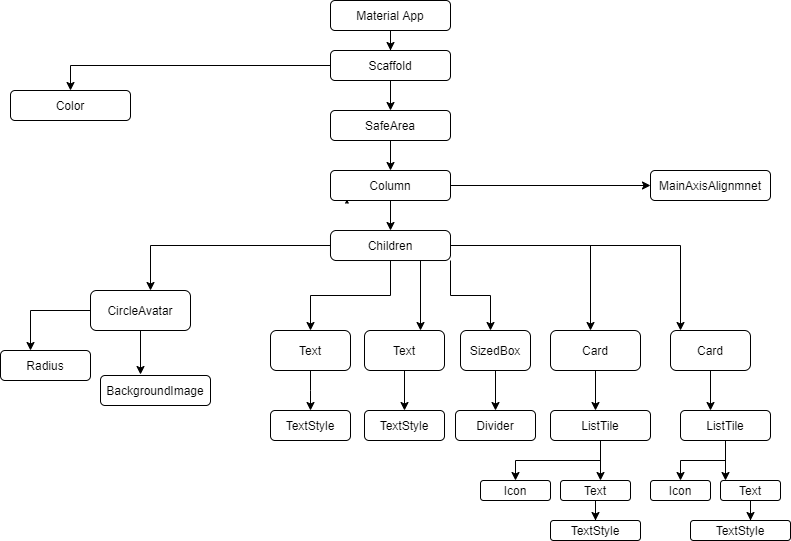 Material App
Scaffold
Color
SafeArea
Column
MainAxisAlignmnet
Children
CircleAvatar
Text
Text
SizedBox
Card
Card
Radius
BackgroundImage
TextStyle
TextStyle
Divider
ListTile
ListTile
Icon
Text
Icon
Text
TextStyle
TextStyle